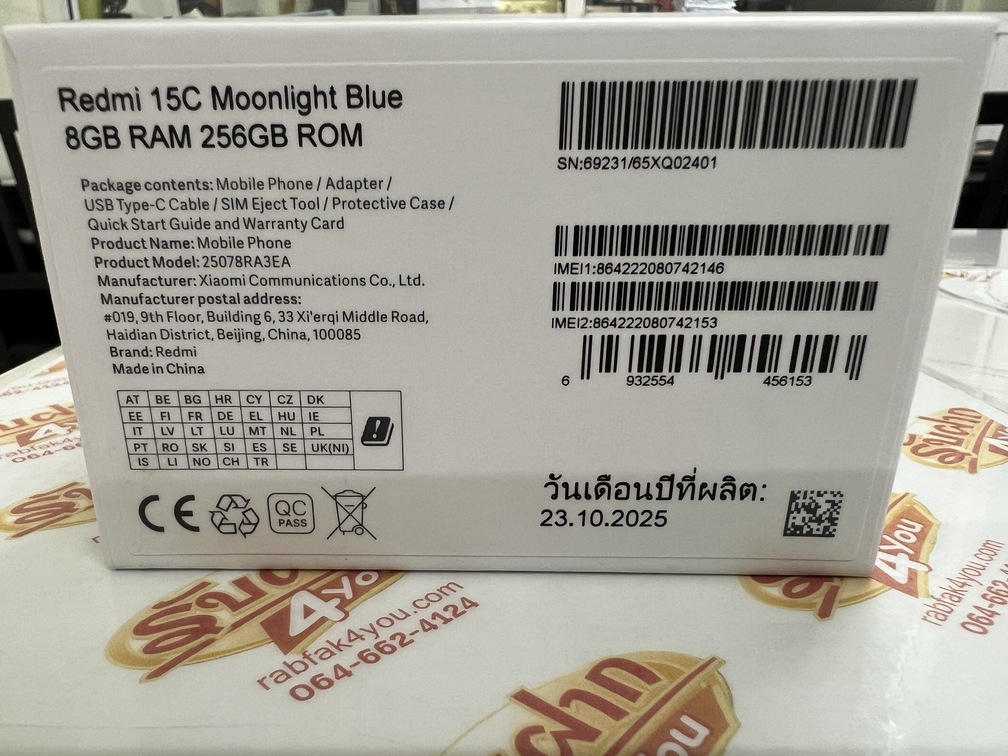 Redmi 15C Moonlight Blue
8GB RAM 256GB ROM
Package contents: Mobile Phone / Adapter /
USB Type-C Cable / SIM Eject Tool / Protective Case /
Quick Start Guide and Warranty Card
Product Name: Mobile Phone
Product Model: 25078RA3EA
Manufacturer: Xiaomi Communications Co., Ltd.
Manufacturer postal address:
#019, 9th Floor, Building 6, 33 Xi'erqi Middle Road,
Haidian District, Beijing, China, 100085
Brand: Redmi
Made in China
AT BE BG HR CY CZ DK
EE FI FR DE EL HU IE
IT LV LT LU MT NL PL
PT RO SK SI ES SE UK(NI)
IS LI NO CH TR
CE
QC
PASS
SN:69231/65XQ02401
IMEI1:864222080742146
IMEI2:864222080742153
6 932554 456153
วันเดือนปีที่ผลิต:
23.10.2025
4You
rabfak4you.com
064-662-4124
4You
rabfak4you.com